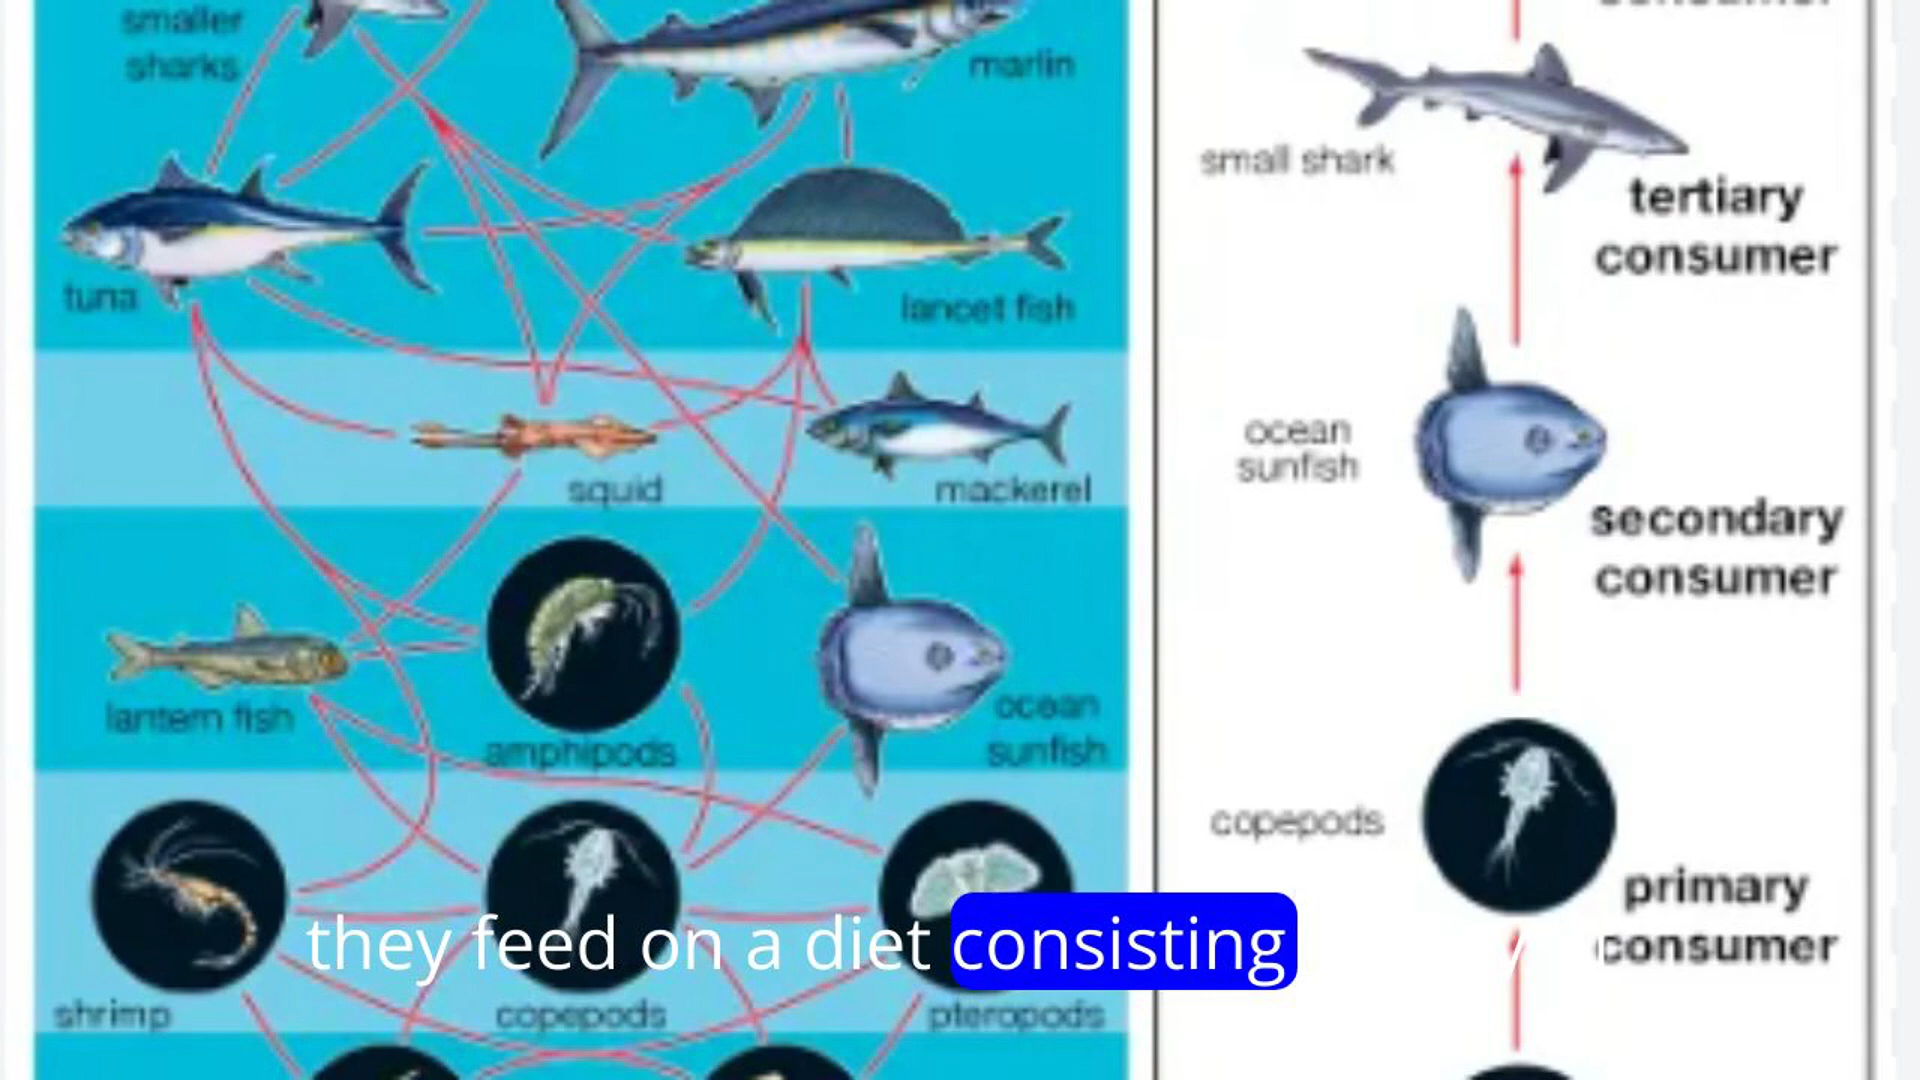 smaller
sharks
marlin
tuna
lancet fish
squid
mackerel
lantern fish
amphipods
ocean
sunfish
shrimp
copepods
pteropods
small shark
tertiary
consumer
ocean
sunfish
secondary
consumer
copepods
primary
consumer
they feed on a diet consisting